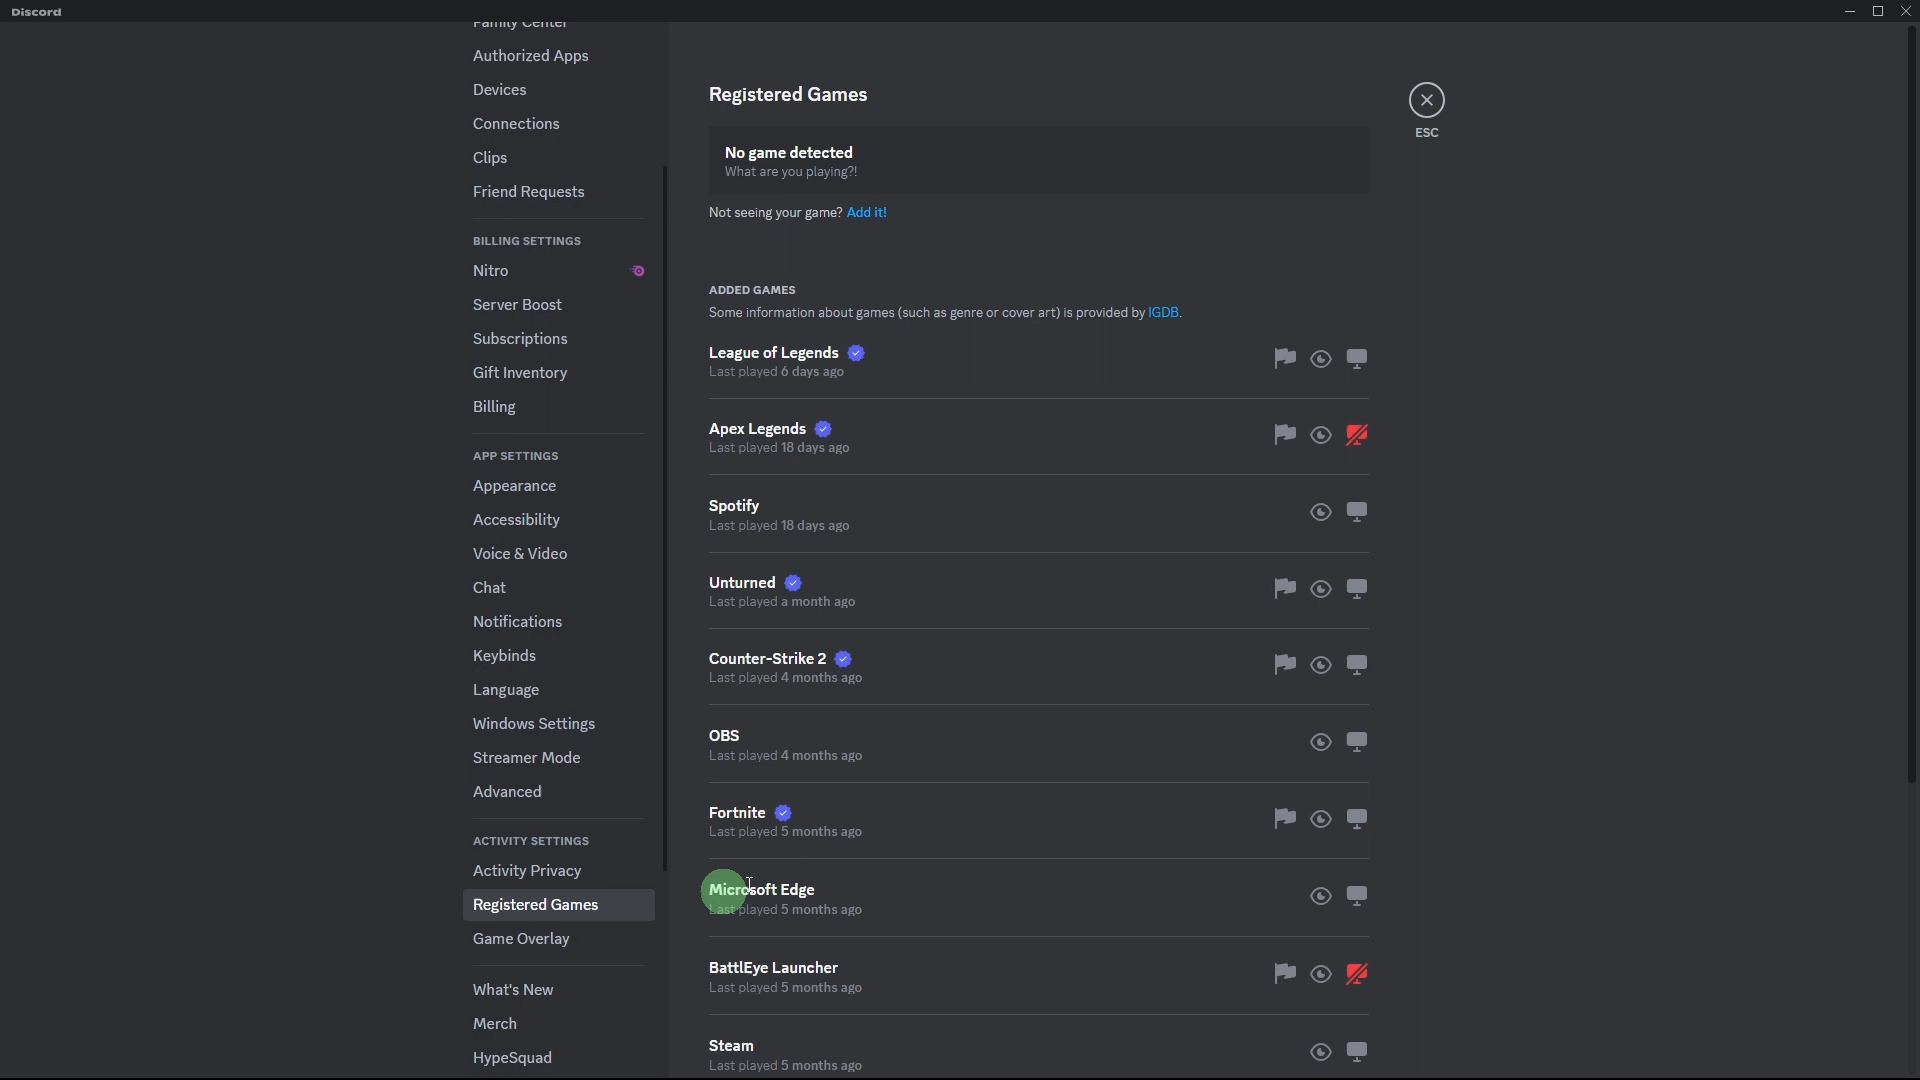 Discord
Family Center
Authorized Apps
Devices
Connections
Clips
Friend Requests
BILLING SETTINGS
Nitro
Server Boost
Subscriptions
Gift Inventory
Billing
APP SETTINGS
Appearance
Accessibility
Voice & Video
Chat
Notifications
Keybinds
Language
Windows Settings
Streamer Mode
Advanced
ACTIVITY SETTINGS
Activity Privacy
Registered Games
Game Overlay
What's New
Merch
HypeSquad
Registered Games
No game detected
What are you playing?!
Not seeing your game? Add it!
ADDED GAMES
Some information about games (such as genre or cover art) is provided by IGDB.
League of Legends
Last played 6 days ago
Apex Legends
Last played 18 days ago
Spotify
Last played 18 days ago
Unturned
Last played a month ago
Counter-Strike 2
Last played 4 months ago
OBS
Last played 4 months ago
Fortnite
Last played 5 months ago
Microsoft Edge
Last played 5 months ago
BattlEye Launcher
Last played 5 months ago
Steam
Last played 5 months ago
ESC